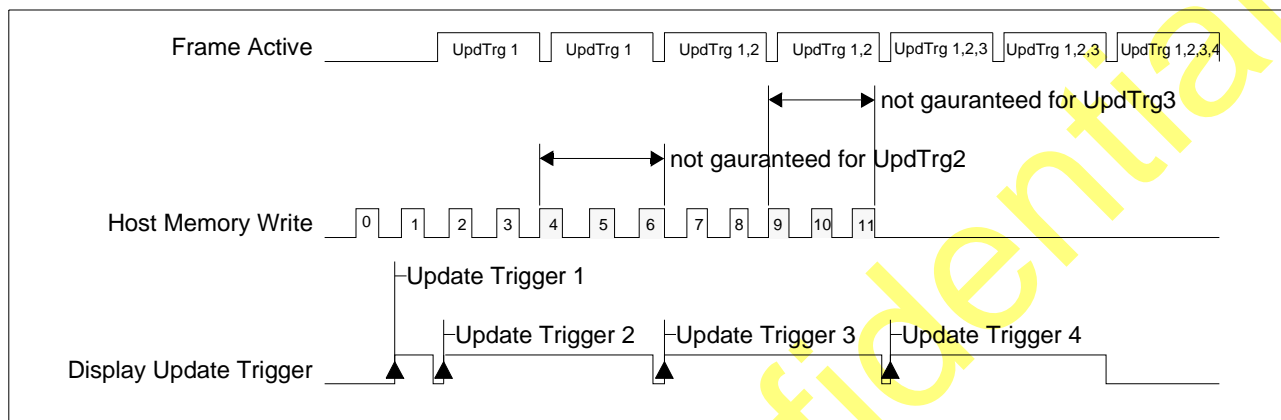 Frame Active
UpdTrg 1
UpdTrg 1
UpdTrg 1,2
UpdTrg 1,2
UpdTrg 1,2,3
UpdTrg 1,2,3
UpdTrg 1,2,3,4
not gauranteed for UpdTrg3
not gauranteed for UpdTrg2
Host Memory Write
0
1
2
3
4
5
6
7
8
9
10
11
Update Trigger 1
Update Trigger 2
Update Trigger 3
Update Trigger 4
Display Update Trigger
fidential